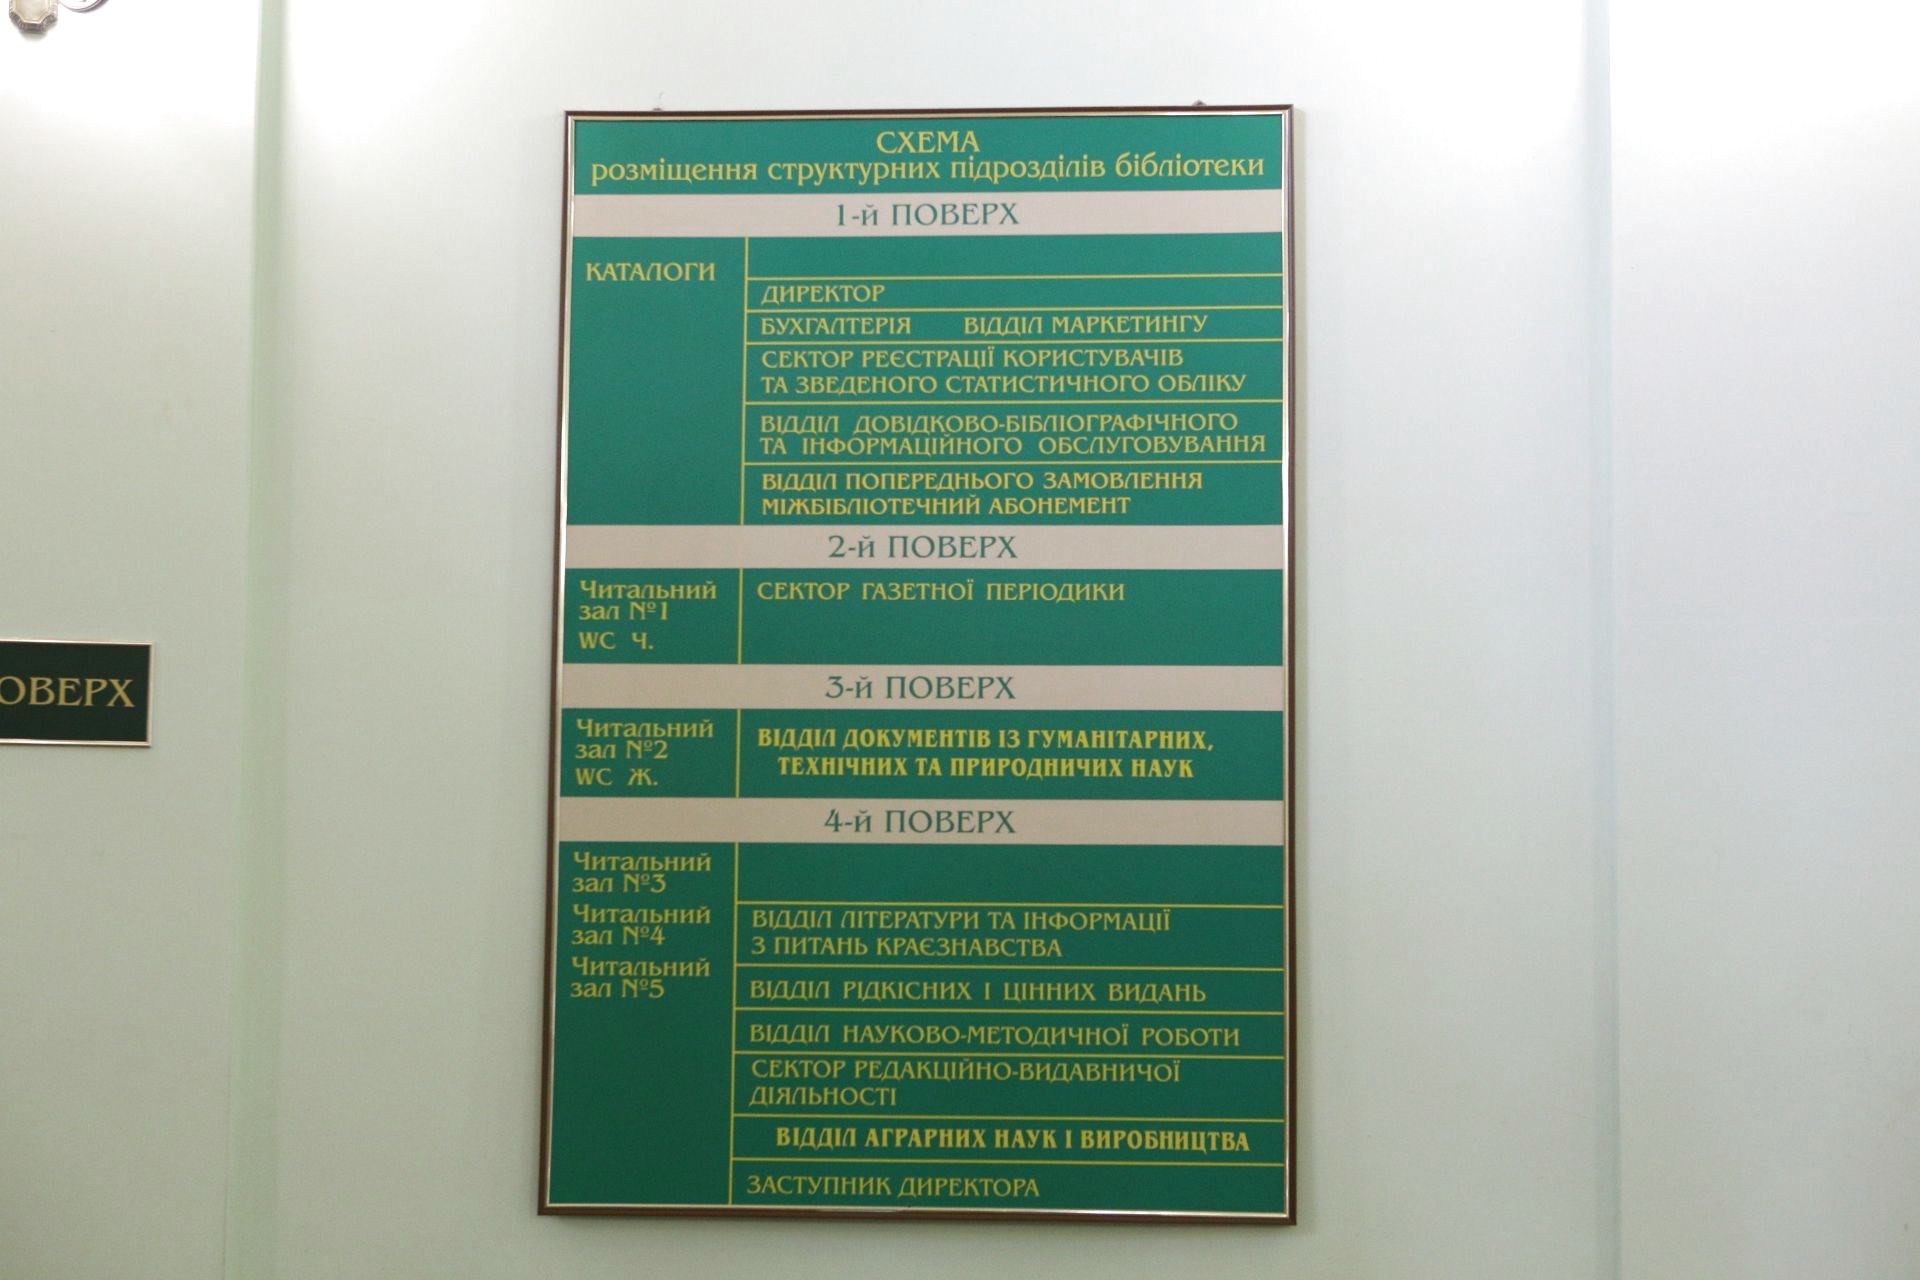 СХЕМА
розміщення структурних підрозділів бібліотеки
1-й ПОВЕРХ
КАТАЛОГИ
ДИРЕКТОР
БУХГАЛТЕРІЯ ВІДДІЛ МАРКЕТИНГУ
СЕКТОР РЕЄСТРАЦІЇ КОРИСТУВАЧІВ
ТА ЗВЕДЕНОГО СТАТИСТИЧНОГО ОБЛІКУ
ВІДДІЛ ДОВІДКОВО-БІБЛІОГРАФІЧНОГО
ТА ІНФОРМАЦІЙНОГО ОБСЛУГОВУВАННЯ
ВІДДІЛ ПОПЕРЕДНЬОГО ЗАМОВЛЕННЯ
МІЖБІБЛІОТЕЧНИЙ АБОНЕМЕНТ
2-й ПОВЕРХ
Читальний
зал №1
WC Ч.
СЕКТОР ГАЗЕТНОЇ ПЕРІОДИКИ
3-й ПОВЕРХ
Читальний
зал №2
WC Ж.
ВІДДІЛ ДОКУМЕНТІВ ІЗ ГУМАНІТАРНИХ,
ТЕХНІЧНИХ ТА ПРИРОДНИЧИХ НАУК
4-й ПОВЕРХ
Читальний
зал №3
Читальний
зал №4
Читальний
зал №5
ВІДДІЛ ЛІТЕРАТУРИ ТА ІНФОРМАЦІЇ
З ПИТАНЬ КРАЄЗНАВСТВА
ВІДДІЛ РІДКІСНИХ І ЦІННИХ ВИДАНЬ
ВІДДІЛ НАУКОВО-МЕТОДИЧНОЇ РОБОТИ
СЕКТОР РЕДАКЦІЙНО-ВИДАВНИЧОЇ
ДІЯЛЬНОСТІ
ВІДДІЛ АГРАРНИХ НАУК І ВИРОБНИЦТВА
ЗАСТУПНИК ДИРЕКТОРА
ОВЕРХ